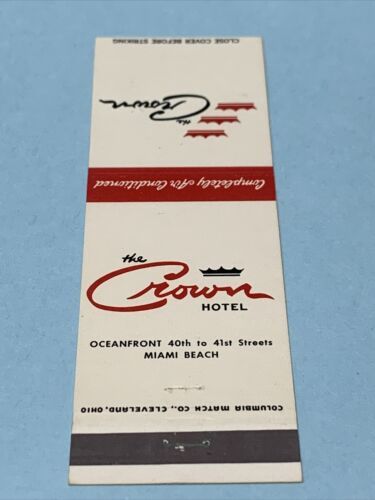 CLOSE COVER BEFORE STRIKING
the
Crown
Completely Air Conditioned
the
Crown
HOTEL
OCEANFRONT 40th to 41st Streets
MIAMI BEACH
COLUMBIA MATCH CO., CLEVELAND, OHIO